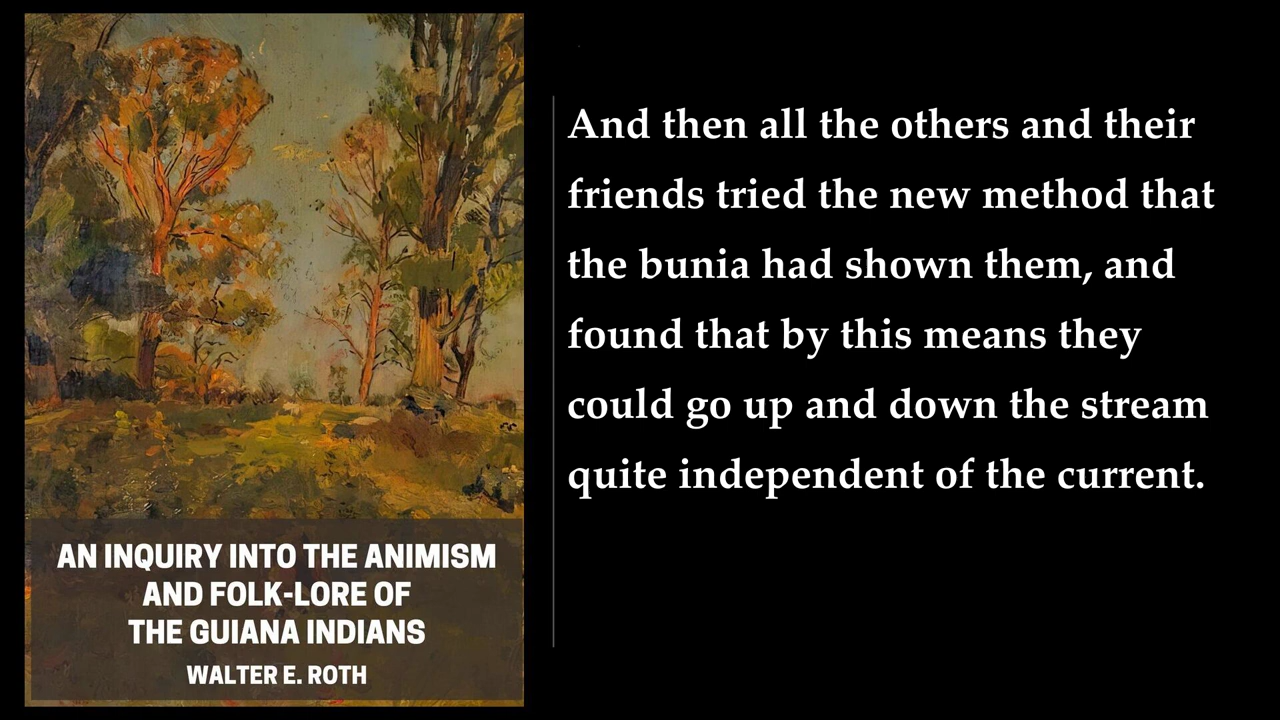 AN INQUIRY INTO THE ANIMISM
AND FOLK-LORE OF
THE GUIANA INDIANS
WALTER E. ROTH
And then all the others and their
friends tried the new method that
the bunia had shown them, and
found that by this means they
could go up and down the stream
quite independent of the current.